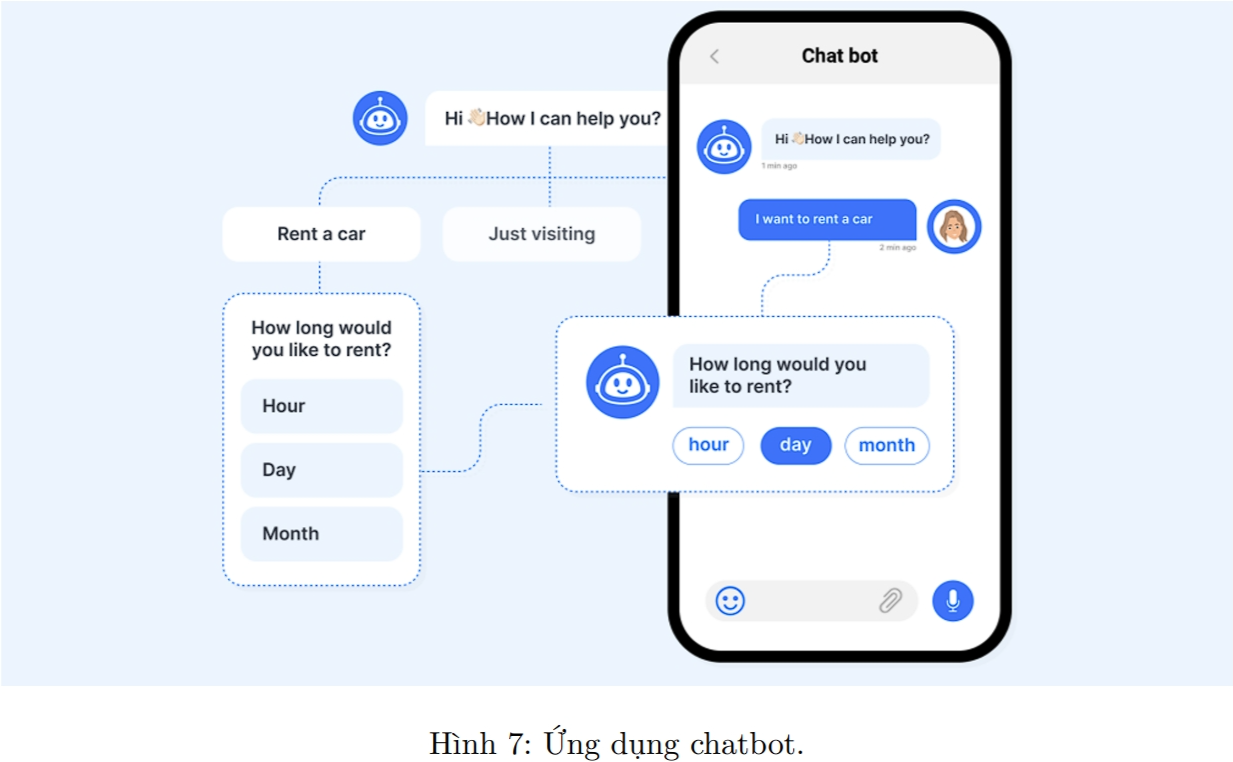 Hi 👋🏻How I can help you?
Rent a car
Just visiting
How long would
you like to rent?
Hour
Day
Month
Chat bot
Hi 👋🏻How I can help you?
1 min ago
I want to rent a car
2 min ago
How long would you
like to rent?
hour
day
month
Hình 7: Ứng dụng chatbot.